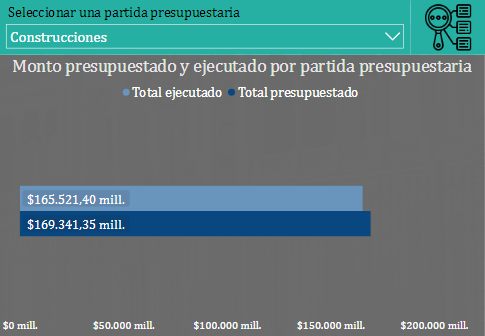 Seleccionar una partida presupuestaria
Construcciones
Monto presupuestado y ejecutado por partida presupuestaria
Total ejecutado Total presupuestado
$165.521,40 mill.
$169.341,35 mill.
$0 mill. $50.000 mill. $100.000 mill. $150.000 mill. $200.000 mill.